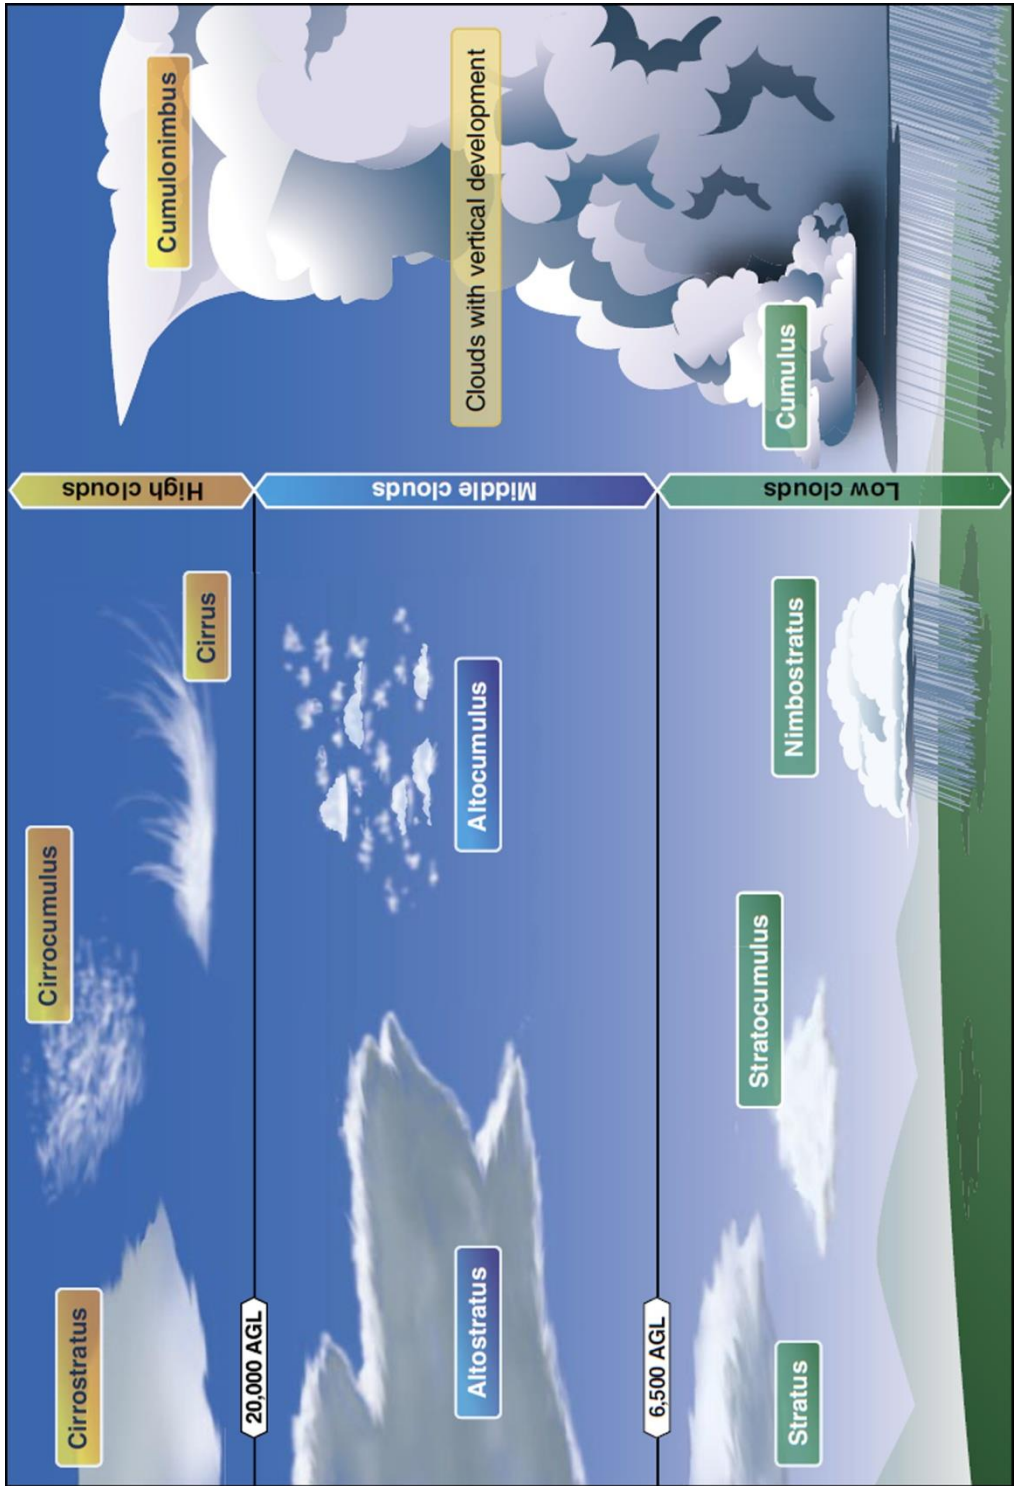 Cirrostratus
Cirrocumulus
Cirrus
High clouds
Cumulonimbus
20,000 AGL
Altostratus
Altocumulus
Middle clouds
Clouds with vertical development
6,500 AGL
Stratus
Stratocumulus
Nimbostratus
Low clouds
Cumulus